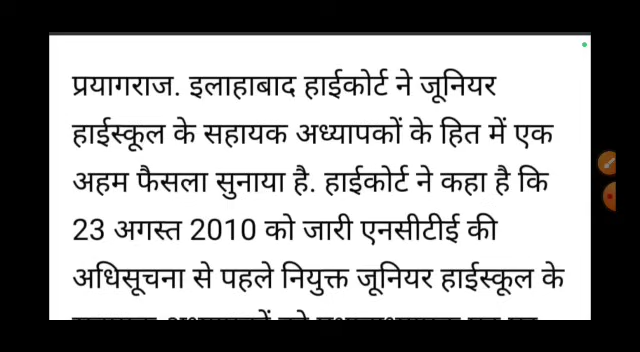 प्रयागराज. इलाहाबाद हाईकोर्ट ने जूनियर
हाईस्कूल के सहायक अध्यापकों के हित में एक
अहम फैसला सुनाया है. हाईकोर्ट ने कहा है कि
23 अगस्त 2010 को जारी एनसीटीई की
अधिसूचना से पहले नियुक्त जूनियर हाईस्कूल के